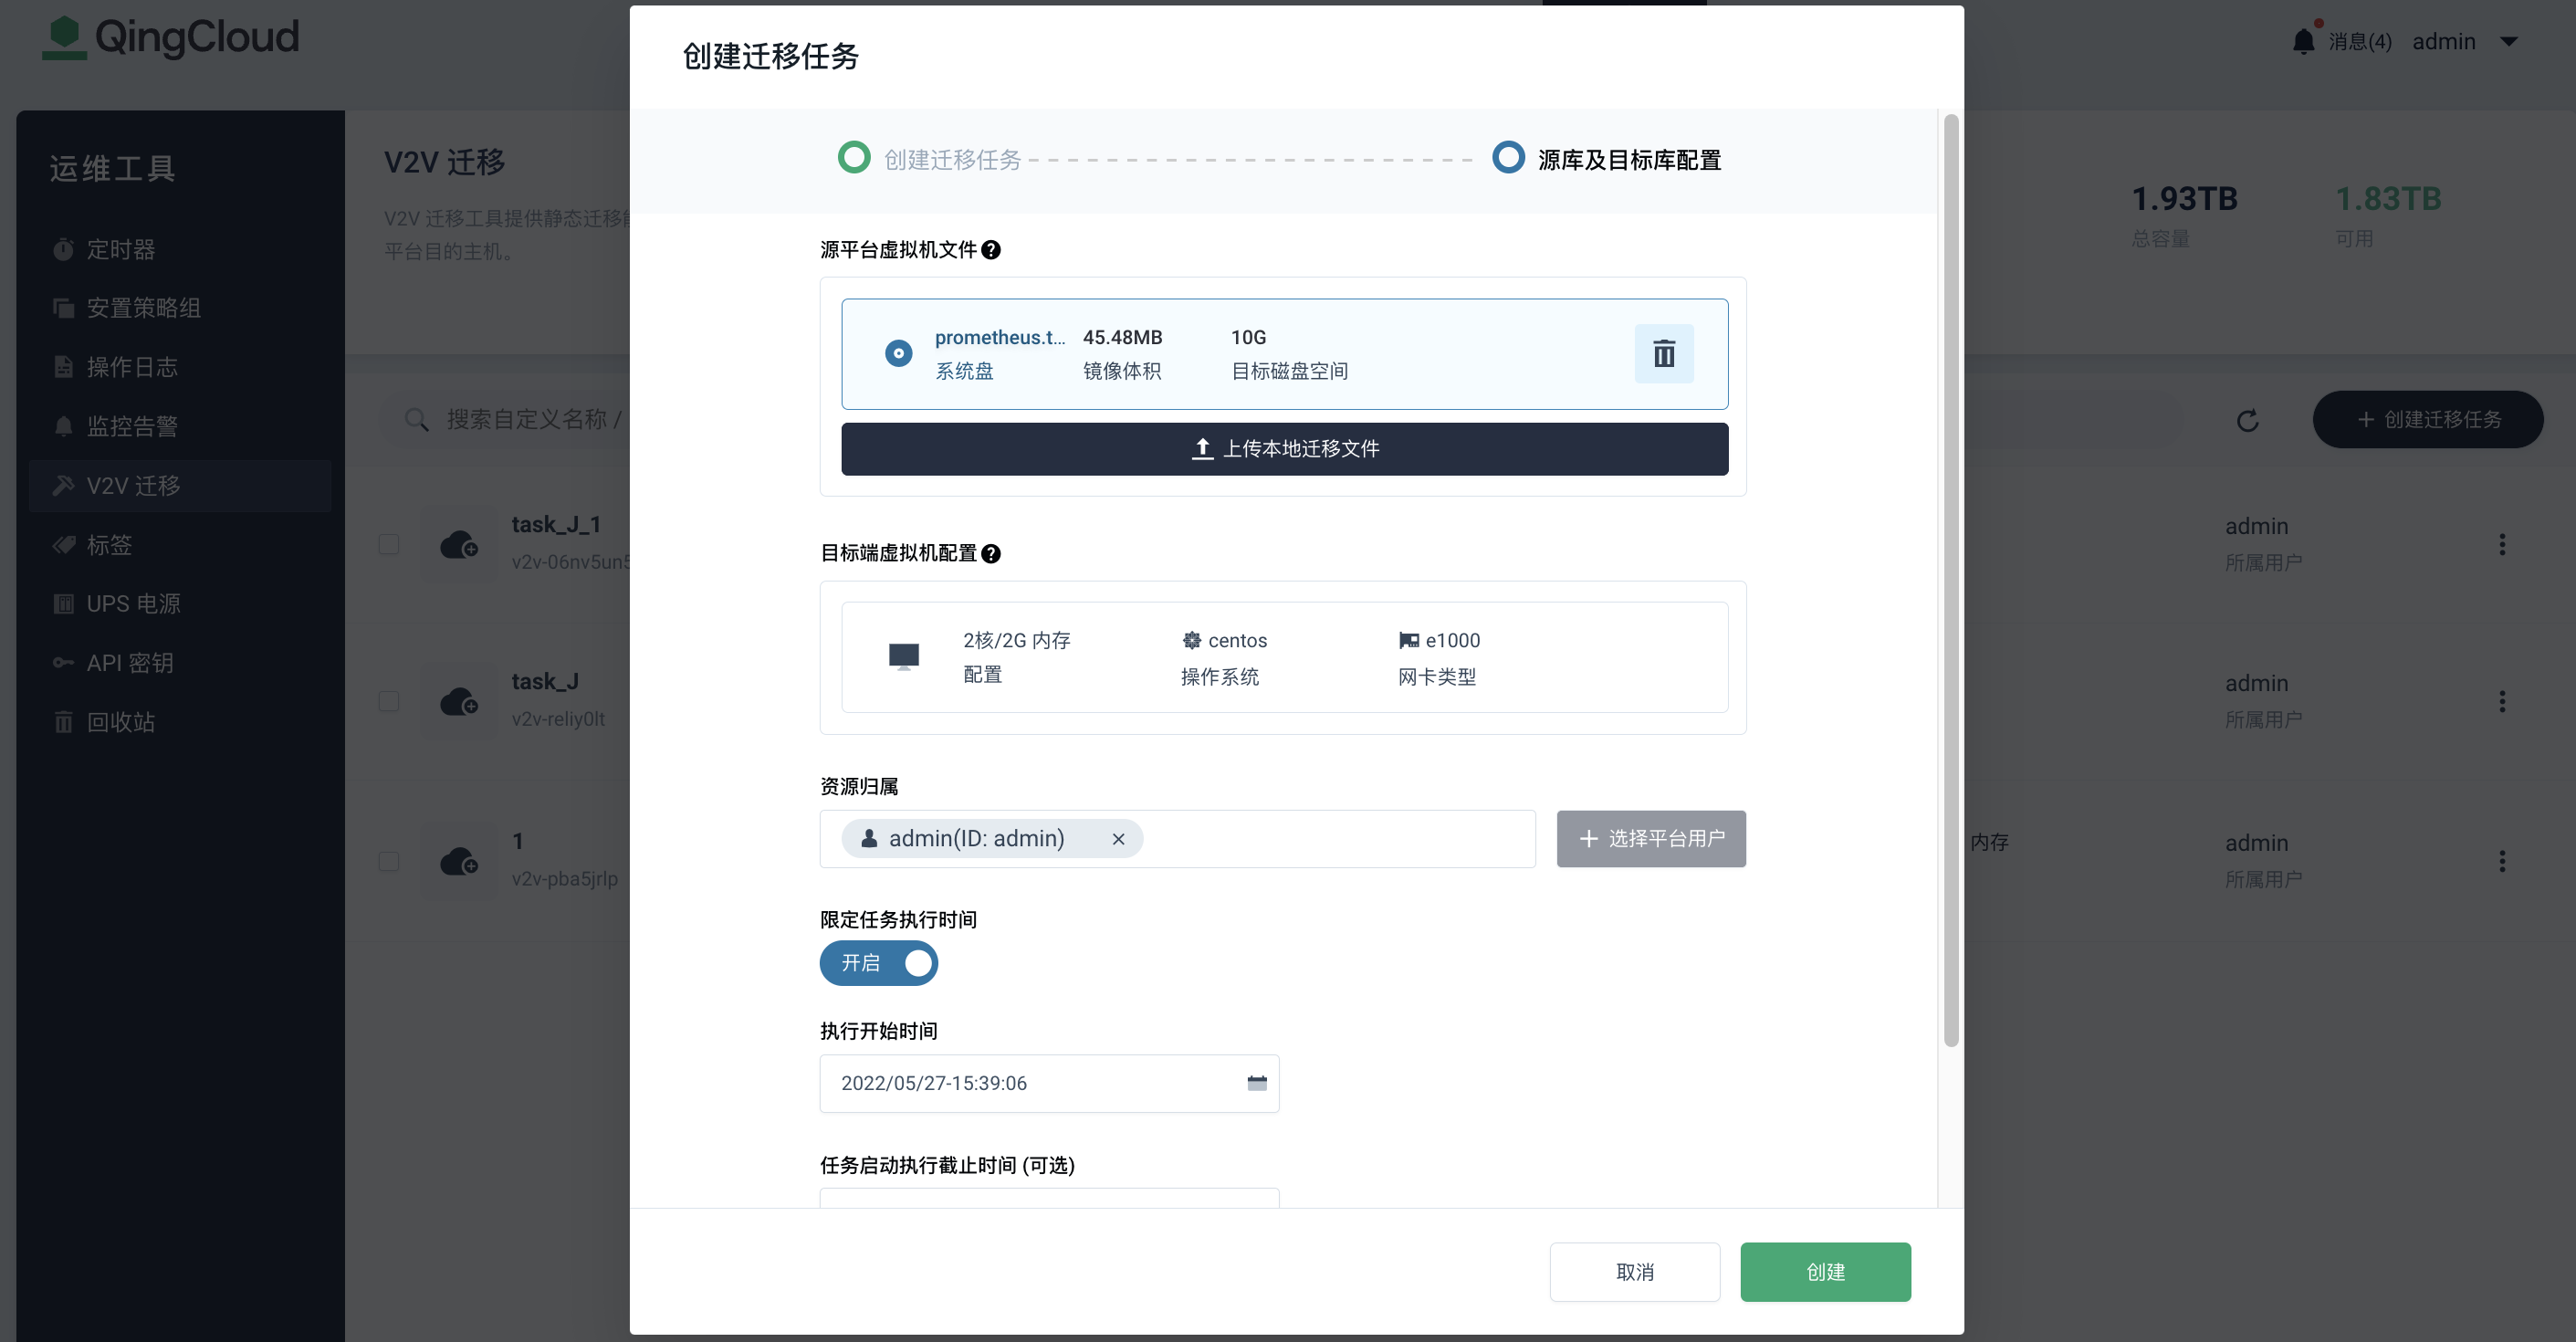 QingCloud
消息(4) admin
运维工具
定时器
安置策略组
操作日志
监控告警
V2V 迁移
标签
UPS 电源
API 密钥
回收站
V2V 迁移
V2V 迁移工具提供静态迁移
平台目的主机。
1.93TB
总容量
1.83TB
可用
搜索自定义名称 /
创建迁移任务
task_J_1
v2v-06nv5un5
admin
所属用户
task_J
v2v-reliy0lt
admin
所属用户
1
v2v-pba5jrlp
内存
admin
所属用户
创建迁移任务
创建迁移任务
源库及目标库配置
源平台虚拟机文件
prometheus.t... 45.48MB 10G
系统盘 镜像体积 目标磁盘空间
上传本地迁移文件
目标端虚拟机配置
2核/2G 内存 centos e1000
配置 操作系统 网卡类型
资源归属
admin(ID: admin)
选择平台用户
限定任务执行时间
开启
执行开始时间
2022/05/27-15:39:06
任务启动执行截止时间 (可选)
取消
创建